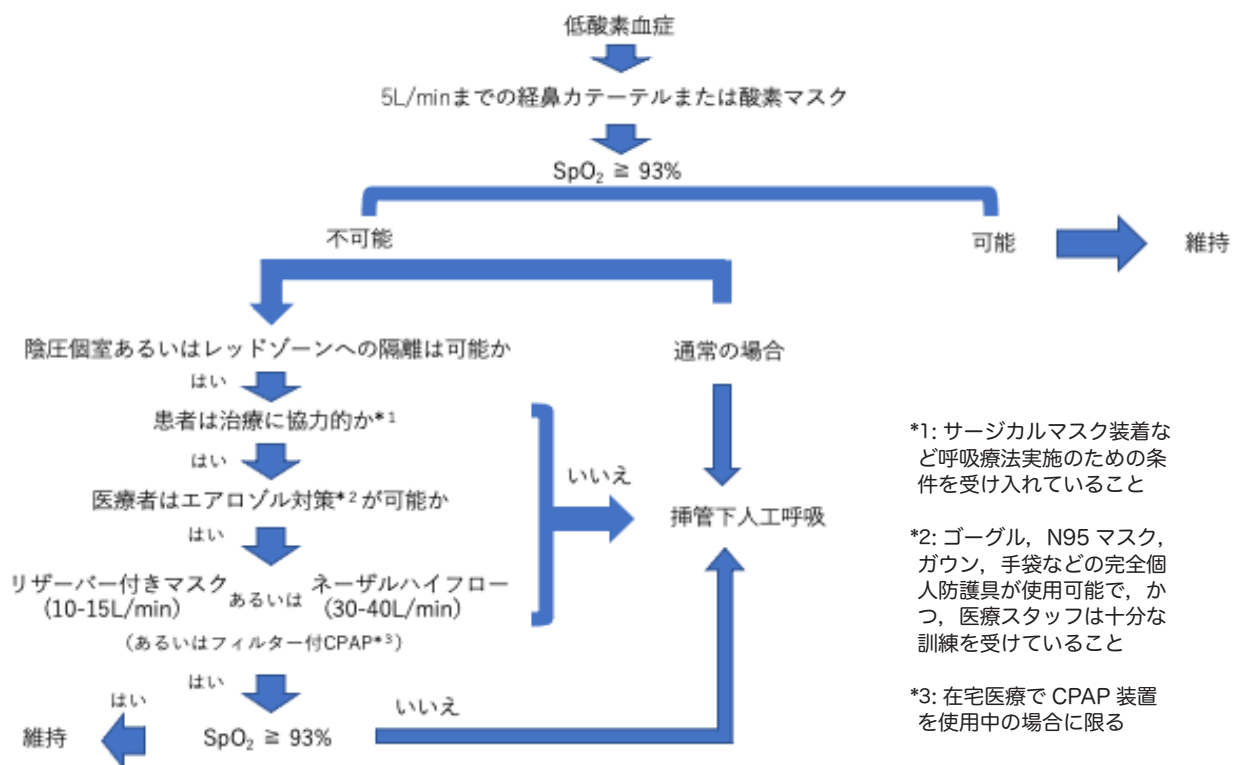 低酸素血症
5L/minまでの経鼻カテーテルまたは酸素マスク
SpO₂ ≧ 93%
不可能
可能
維持
陰圧個室あるいはレッドゾーンへの隔離は可能か
通常の場合
はい
患者は治療に協力的か*1
はい
いいえ
医療者はエアロゾル対策*2が可能か
挿管下人工呼吸
はい
リザーバー付きマスク
(10-15L/min)
あるいは
ネーザルハイフロー
(30-40L/min)
(あるいはフィルター付CPAP*3)
はい
はい
いいえ
維持
SpO₂ ≧ 93%
*1: サージカルマスク装着な
ど呼吸療法実施のための条
件を受け入れていること
*2: ゴーグル，N95 マスク，
ガウン，手袋などの完全個
人防護具が使用可能で，か
つ，医療スタッフは十分な
訓練を受けていること
*3: 在宅医療で CPAP 装置
を使用中の場合に限る